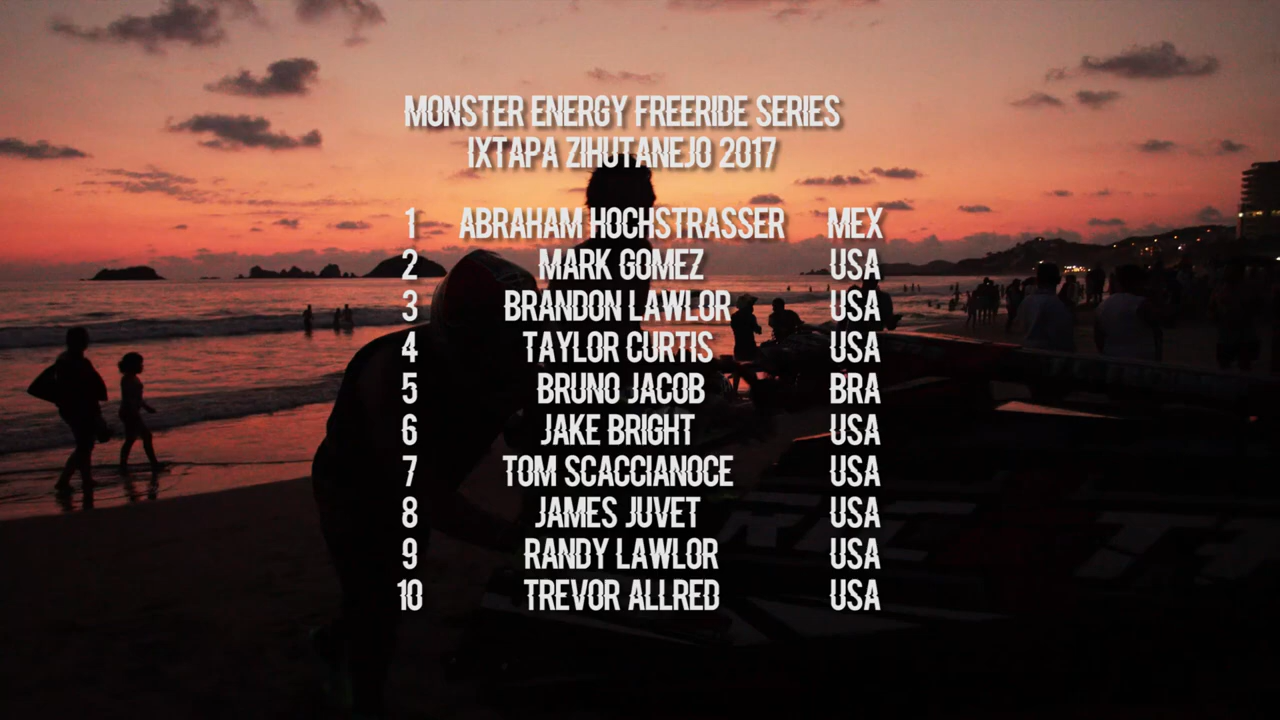 MONSTER ENERGY FREERIDE SERIES
IXTAPA ZIHUTANEJO 2017
1 ABRAHAM HOCHSTRASSER MEX
2 MARK GOMEZ USA
3 BRANDON LAWLOR USA
4 TAYLOR CURTIS USA
5 BRUNO JACOB BRA
6 JAKE BRIGHT USA
7 TOM SCACCIANOCE USA
8 JAMES JUVET USA
9 RANDY LAWLOR USA
10 TREVOR ALLRED USA